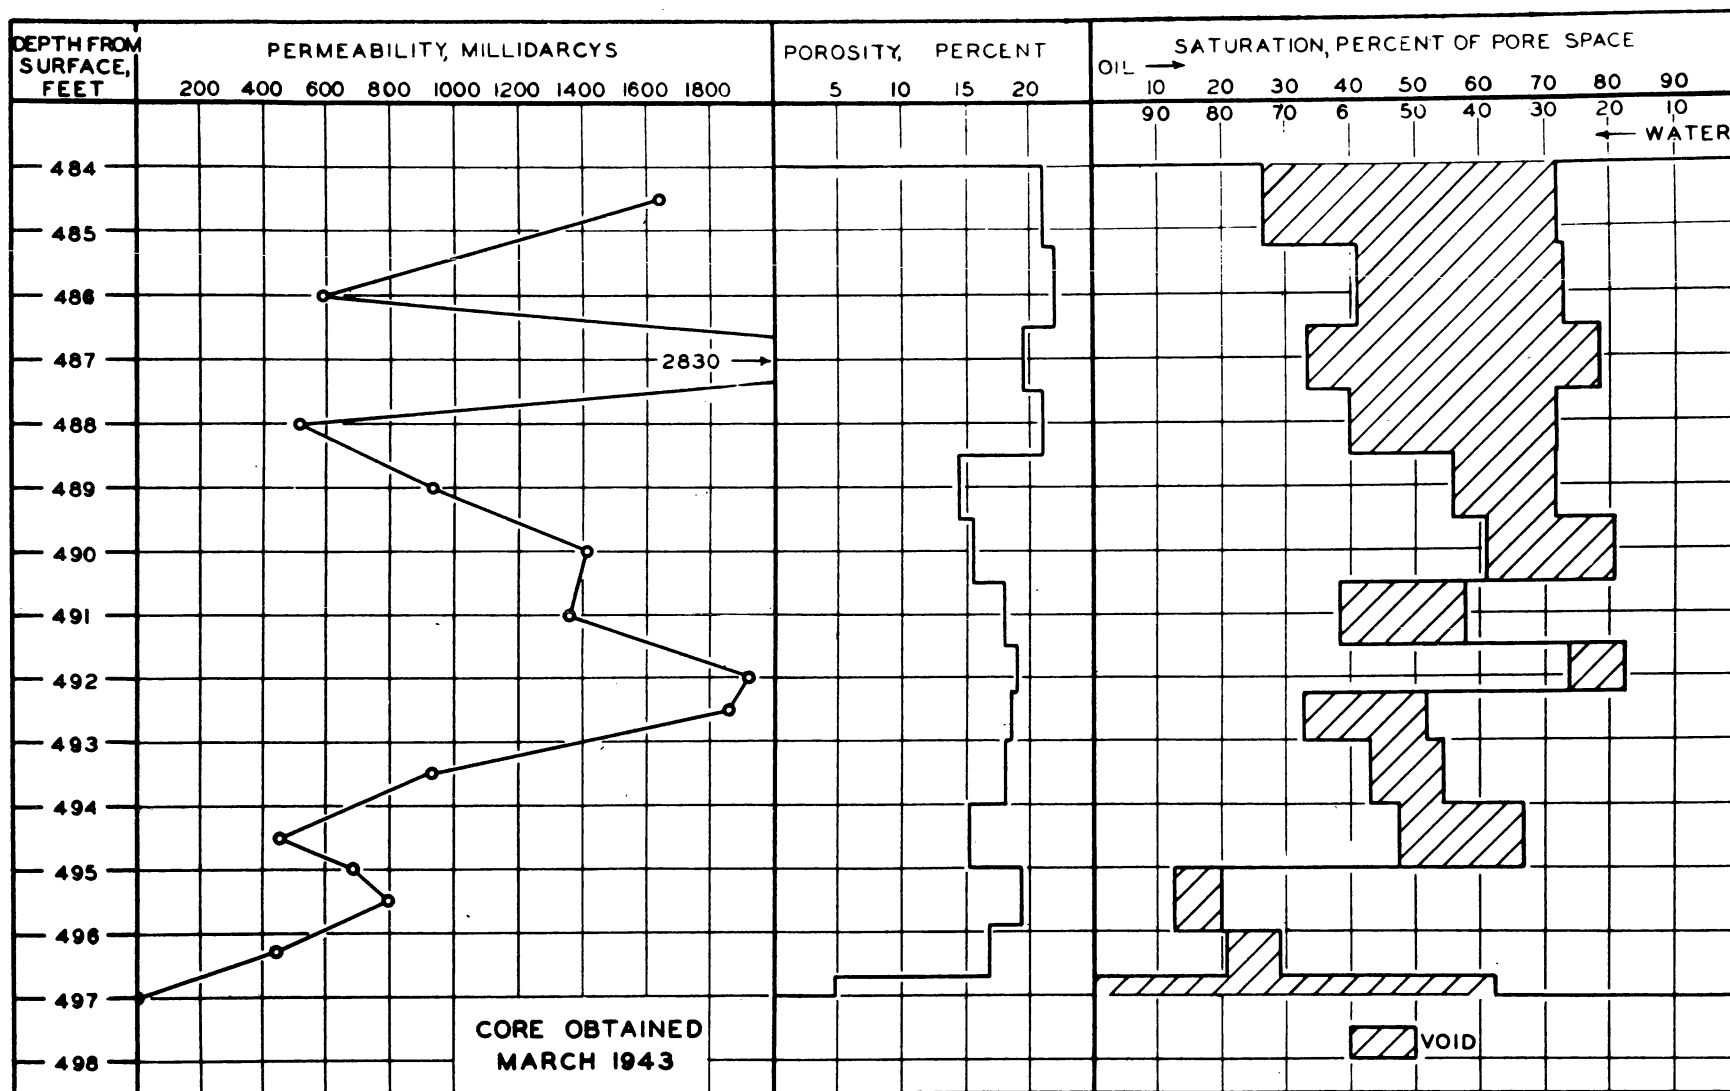 DEPTH FROM
SURFACE,
FEET
PERMEABILITY, MILLIDARCYS
200 400 600 800 1000 1200 1400 1600 1800
POROSITY, PERCENT
5 10 15 20
SATURATION, PERCENT OF PORE SPACE
OIL →
10 20 30 40 50 60 70 80 90
90 80 70 6 50 40 30 20 10
← WATER
484
485
486
487
2830 →
488
489
490
491
492
493
494
495
496
497
498
CORE OBTAINED
MARCH 1943
VOID